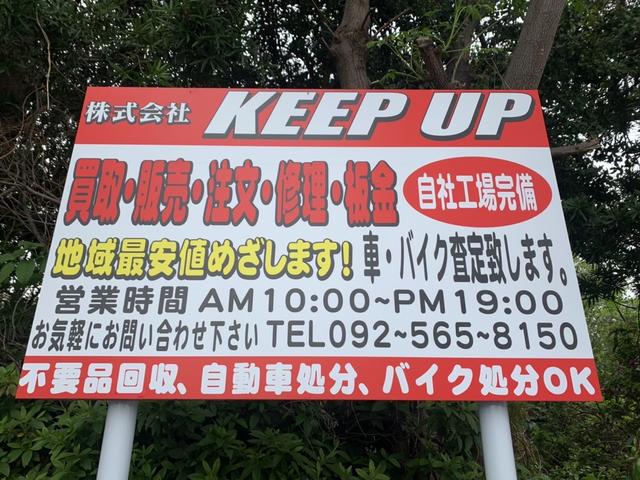 株式会社 KEEP UP
買取・販売・注文・修理・板金 自社工場完備
地域最安値めざします! 車・バイク査定致します。
営業時間 AM10:00~PM19:00
お気軽にお問い合わせ下さい TEL092~565~8150
不要品回収、自動車処分、バイク処分OK